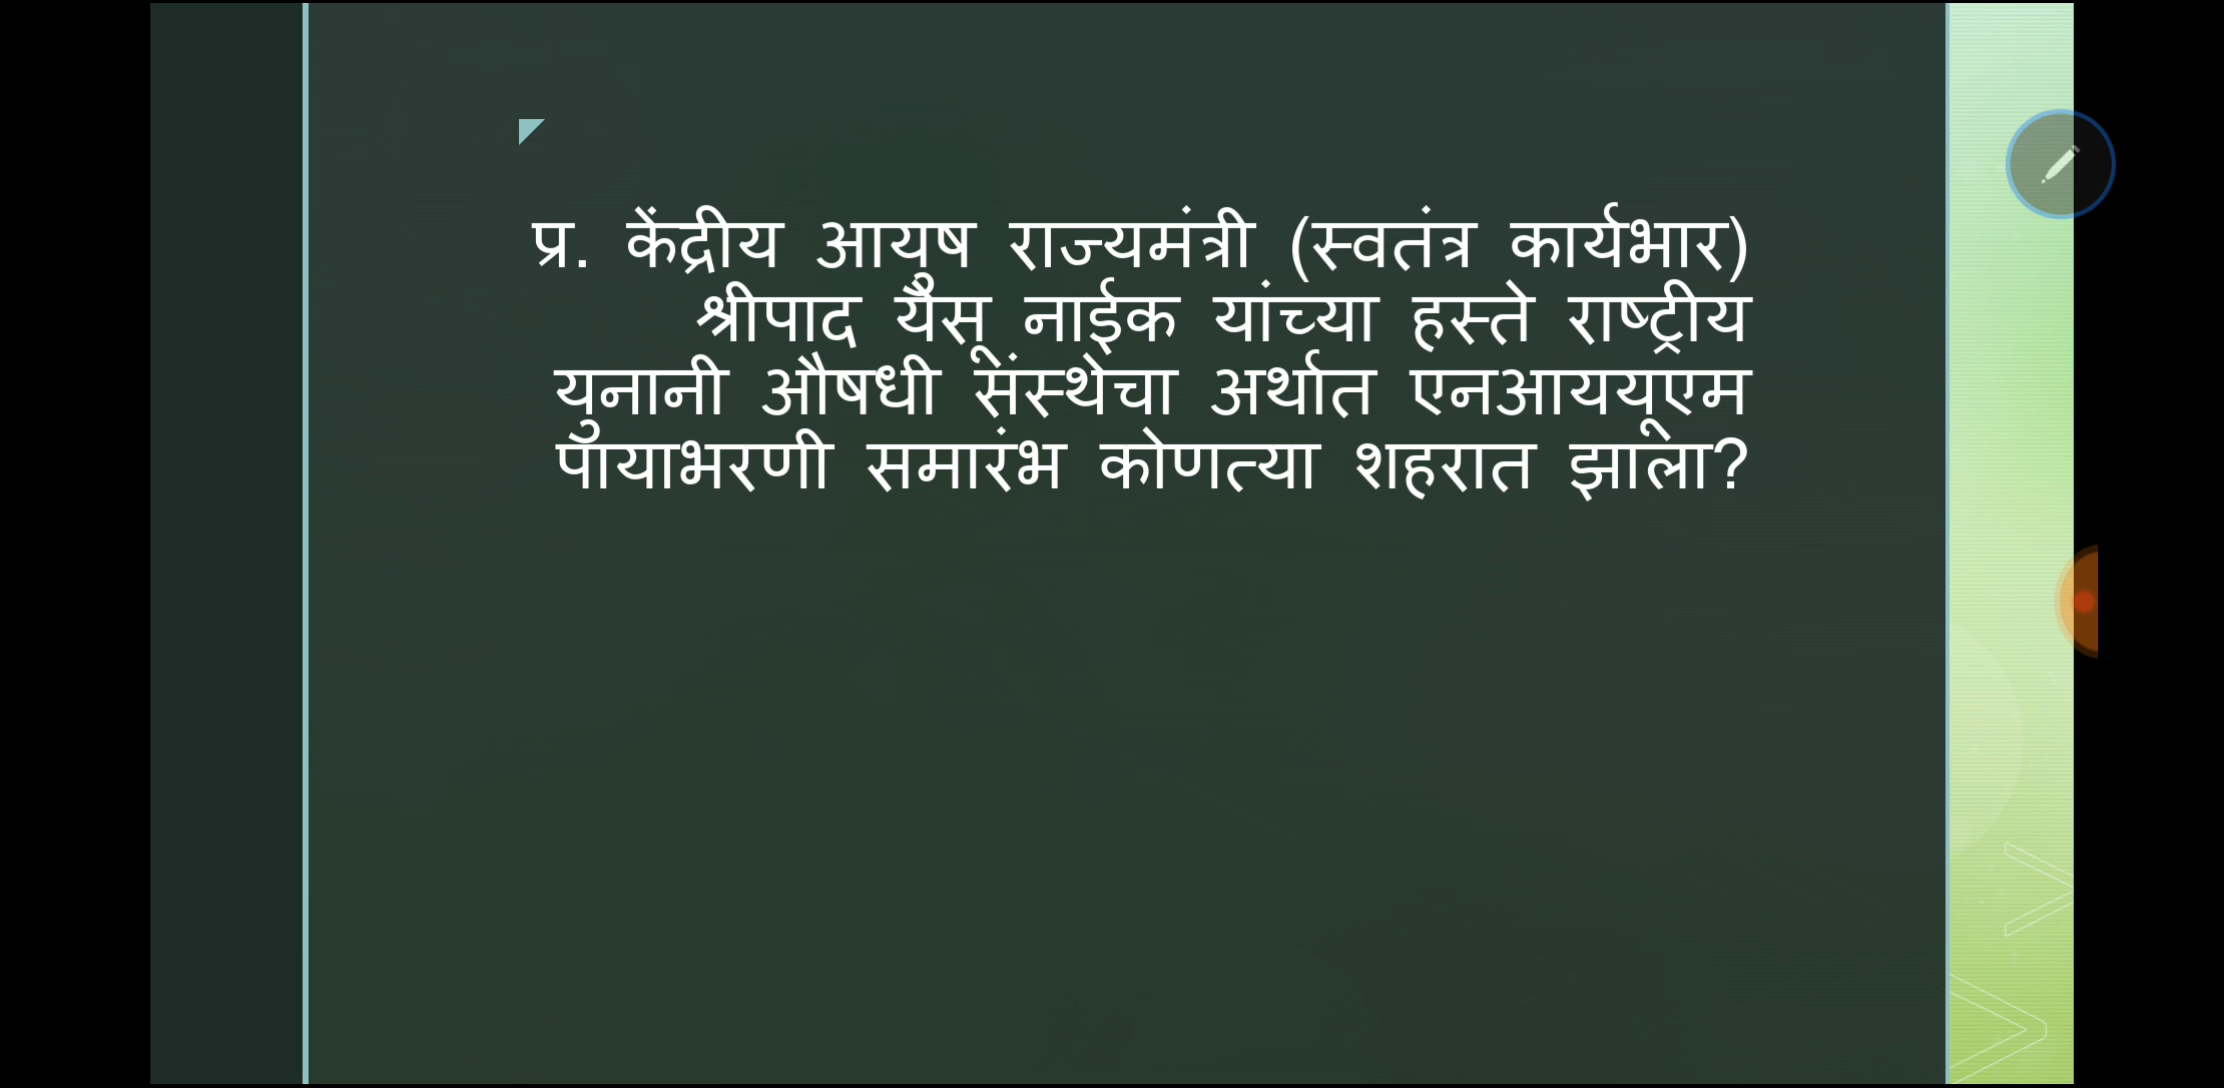 प्र. केंद्रीय आयुष राज्यमंत्री (स्वतंत्र कार्यभार)
श्रीपाद येसू नाईक यांच्या हस्ते राष्ट्रीय
युनानी औषधी संस्थेचा अर्थात एनआययूएम
पायाभरणी समारंभ कोणत्या शहरात झाला?